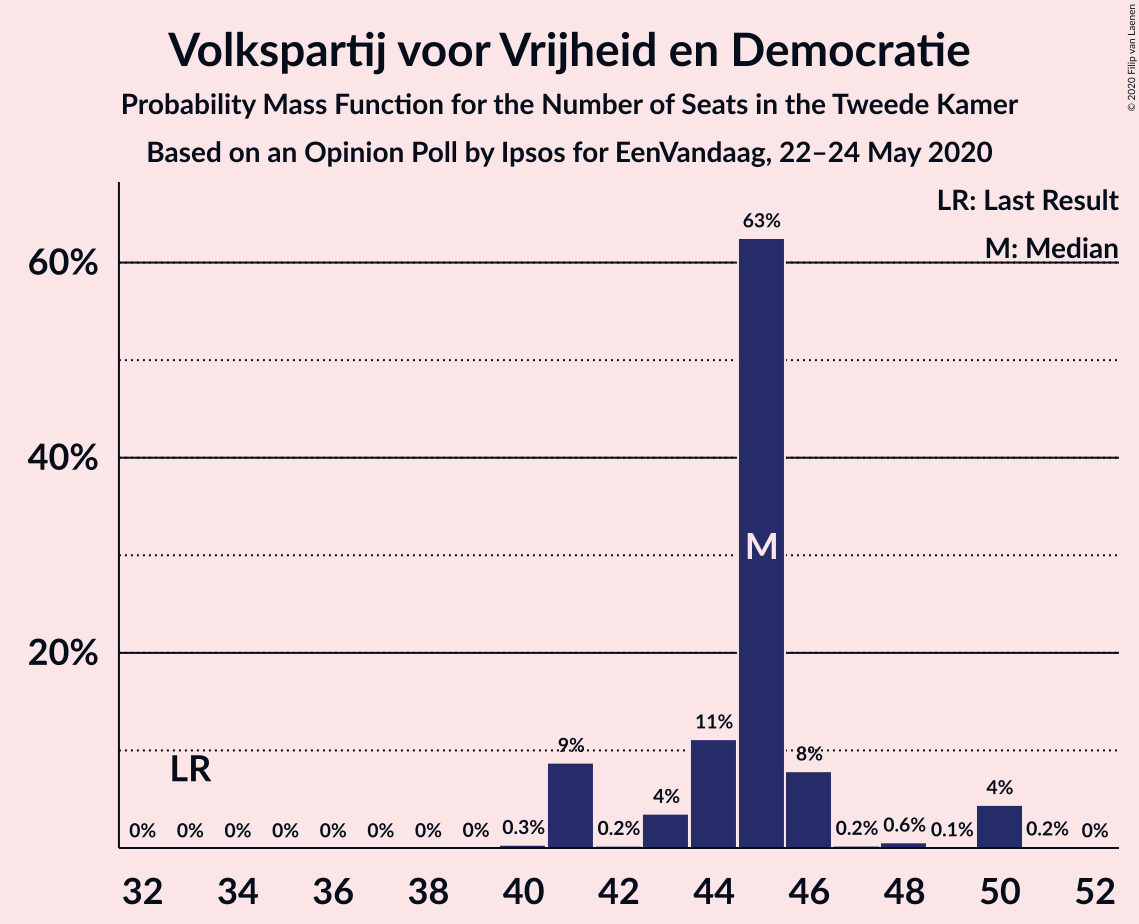 Volkspartij voor Vrijheid en Democratie
Probability Mass Function for the Number of Seats in the Tweede Kamer
Based on an Opinion Poll by Ipsos for EenVandaag, 22–24 May 2020
© 2020 Filip van Laenen
LR: Last Result
M: Median
60%
40%
20%
63%
M
11%
9%
8%
4%
4%
LR
0% 0% 0% 0% 0% 0% 0% 0% 0.3% 0.2% 0.2% 0.6% 0.1% 0.2% 0%
32 34 36 38 40 42 44 46 48 50 52